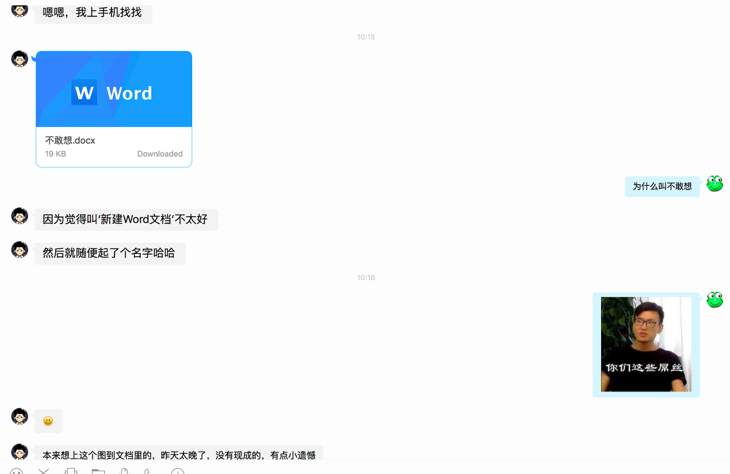 嗯嗯，我上手机找找
10:15
W Word
不敢想.docx
19 KB Downloaded
为什么叫不敢想
因为觉得叫‘新建Word文档’不太好
然后就随便起了个名字哈哈
10:16
你们这些屌丝
本来想上这个图到文档里的，昨天太晚了，没有现成的，有点小遗憾